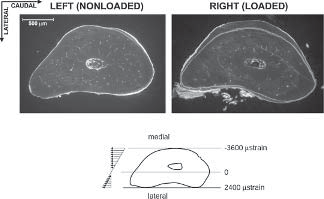 CAUDAL
LATERAL
LEFT (NONLOADED)
RIGHT (LOADED)
500 µm
medial
-3600 µstrain
0
2400 µstrain
lateral